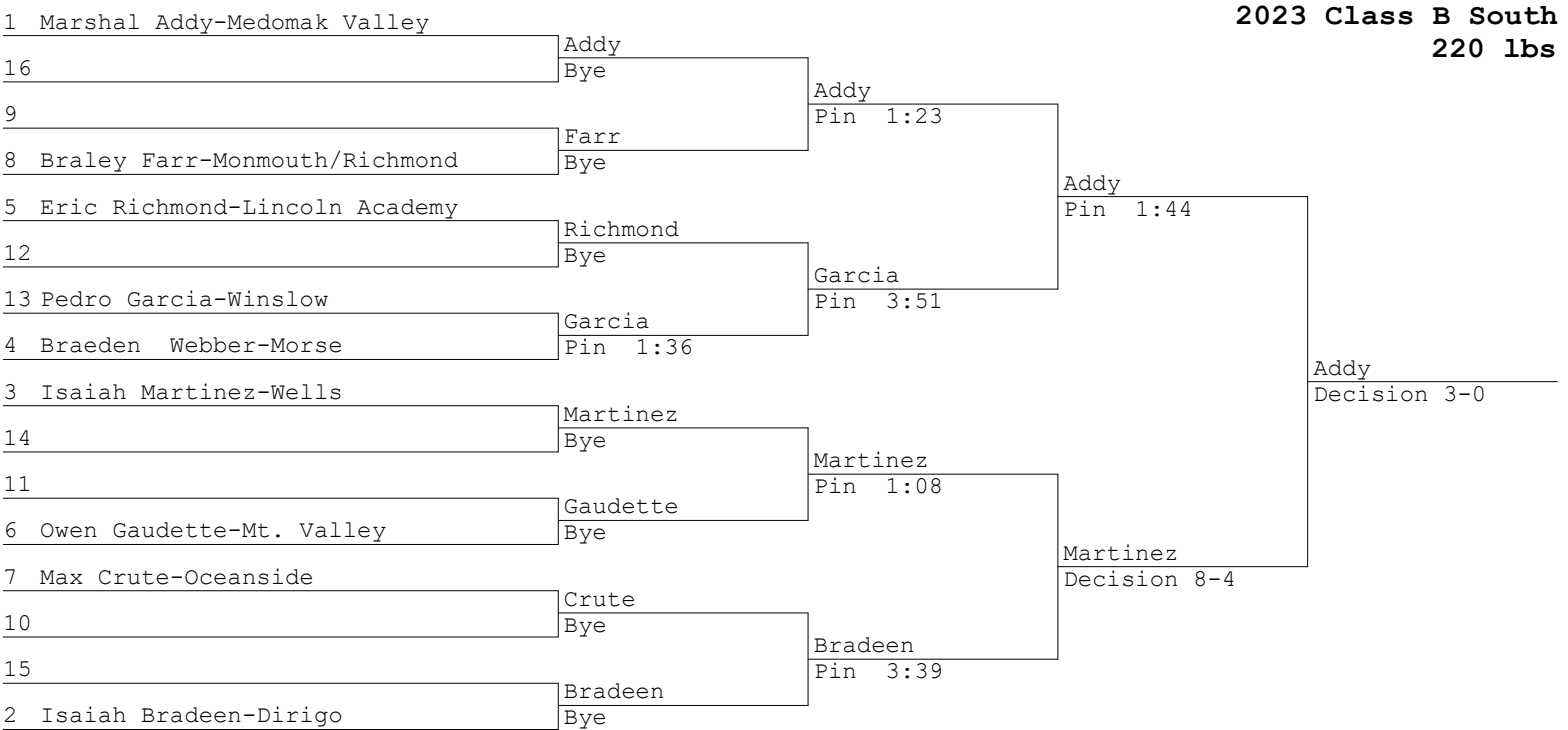 2023 Class B South
220 lbs
1 Marshal Addy-Medomak Valley
16
9
8 Braley Farr-Monmouth/Richmond
5 Eric Richmond-Lincoln Academy
12
13 Pedro Garcia-Winslow
4 Braeden  Webber-Morse
3 Isaiah Martinez-Wells
14
11
6 Owen Gaudette-Mt. Valley
7 Max Crute-Oceanside
10
15
2 Isaiah Bradeen-Dirigo
Addy
Bye
Farr
Bye
Richmond
Bye
Garcia
Pin 1:36
Martinez
Bye
Gaudette
Bye
Crute
Bye
Bradeen
Bye
Addy
Pin 1:23
Garcia
Pin 3:51
Martinez
Pin 1:08
Bradeen
Pin 3:39
Addy
Pin 1:44
Martinez
Decision 8-4
Addy
Decision 3-0